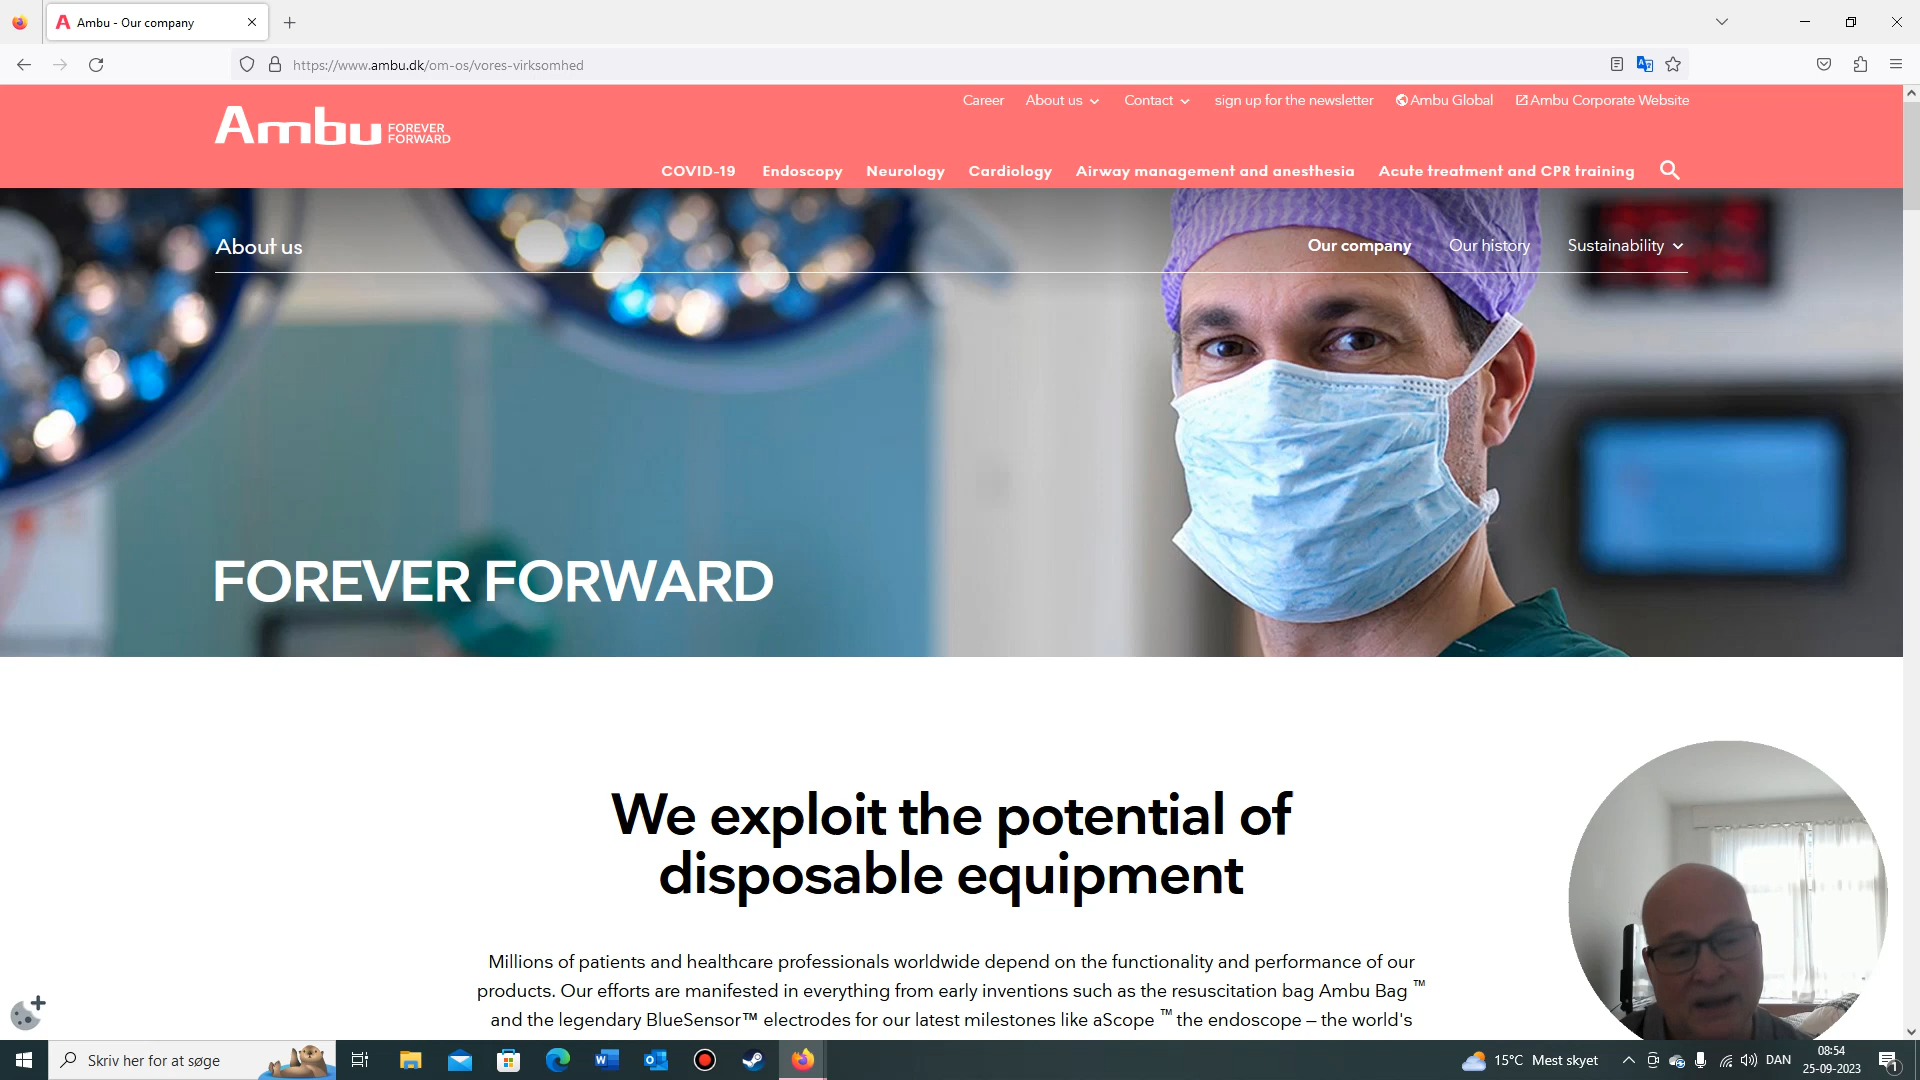 Ambu - Our company
https://www.ambu.dk/om-os/vores-virksomhed
Career About us Contact sign up for the newsletter Ambu Global Ambu Corporate Website
Ambu FOREVER FORWARD
COVID-19 Endoscopy Neurology Cardiology Airway management and anesthesia Acute treatment and CPR training
About us Our company Our history Sustainability
FOREVER FORWARD
We exploit the potential of
disposable equipment
Millions of patients and healthcare professionals worldwide depend on the functionality and performance of our
products. Our efforts are manifested in everything from early inventions such as the resuscitation bag Ambu Bag ™
and the legendary BlueSensor™ electrodes for our latest milestones like aScope ™ the endoscope – the world's
Skriv her for at søge 15°C Mest skyet DAN 08:54
25-09-2023 1